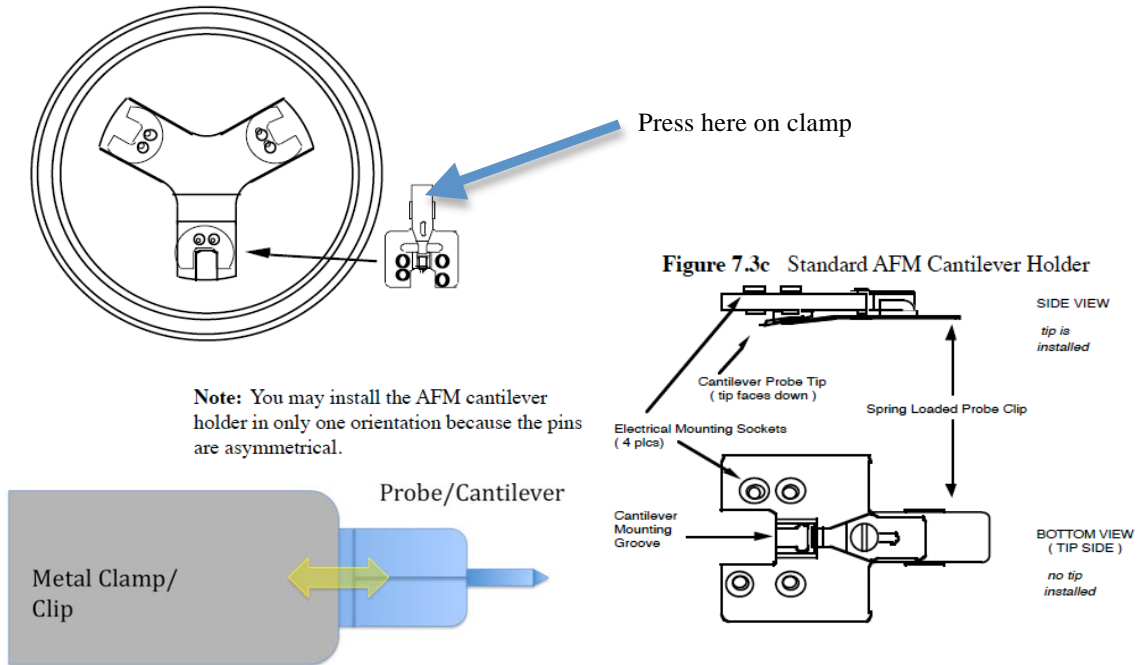 Press here on clamp
Figure 7.3c Standard AFM Cantilever Holder
SIDE VIEW
tip is
installed
Cantilever Probe Tip
( tip faces down )
Spring Loaded Probe Clip
Electrical Mounting Sockets
( 4 plcs)
Note: You may install the AFM cantilever
holder in only one orientation because the pins
are asymmetrical.
Probe/Cantilever
Metal Clamp/
Clip
Cantilever
Mounting
Groove
BOTTOM VIEW
( TIP SIDE )
no tip
installed